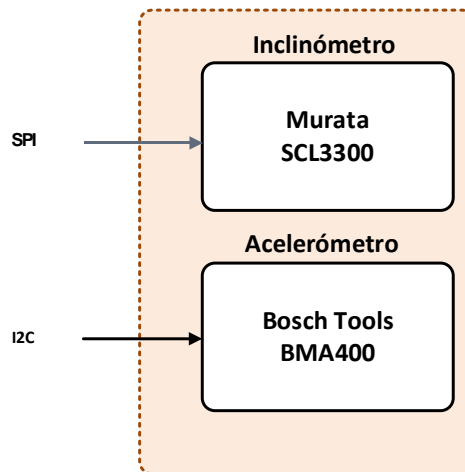 Inclinómetro
SPI
Murata
SCL3300
Acelerómetro
I2C
Bosch Tools
BMA400